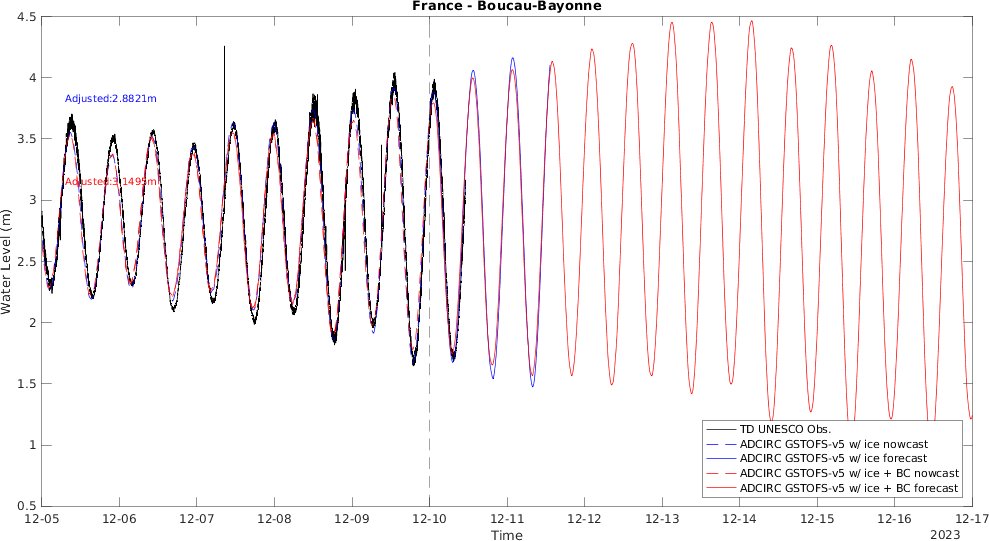 France - Boucau-Bayonne
Water Level (m)
4.5
4
3.5
3
2.5
2
1.5
1
0.5
Adjusted:2.8821m
Adjusted:3.1495m
TD UNESCO Obs.
ADCIRC GSTOFS-v5 w/ ice nowcast
ADCIRC GSTOFS-v5 w/ ice forecast
ADCIRC GSTOFS-v5 w/ ice + BC nowcast
ADCIRC GSTOFS-v5 w/ ice + BC forecast
12-05 12-06 12-07 12-08 12-09 12-10 12-11 12-12 12-13 12-14 12-15 12-16 12-17
Time
2023